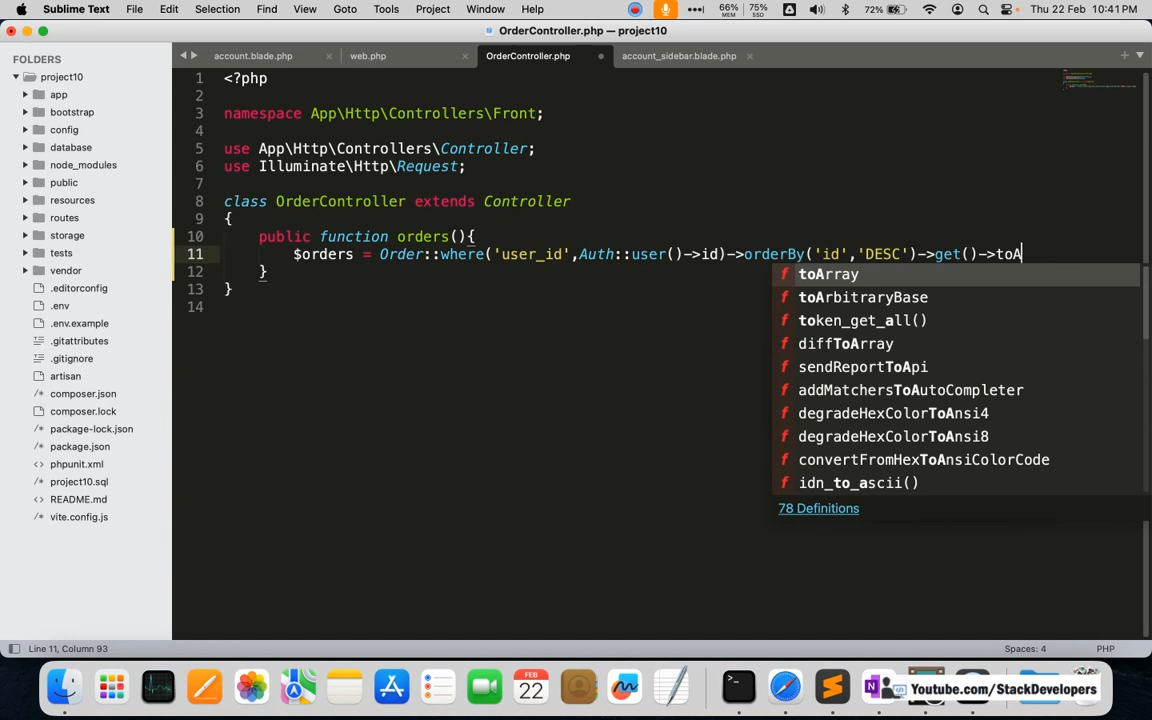 Sublime Text File Edit Selection Find View Goto Tools Project Window Help 66% MEM 75% SSD 72% Thu 22 Feb 10:41 PM
OrderController.php — project10
FOLDERS
project10
app
bootstrap
config
database
node_modules
public
resources
routes
storage
tests
vendor
.editorconfig
.env
.env.example
.gitattributes
.gitignore
artisan
composer.json
composer.lock
package-lock.json
package.json
phpunit.xml
project10.sql
README.md
vite.config.js
account.blade.php web.php OrderController.php account_sidebar.blade.php
1 <?php
2
3 namespace App\Http\Controllers\Front;
4
5 use App\Http\Controllers\Controller;
6 use Illuminate\Http\Request;
7
8 class OrderController extends Controller
9 {
10 public function orders(){
11 $orders = Order::where('user_id',Auth::user()->id)->orderBy('id','DESC')->get()->toA
12 }
13 }
14
f toArray
f toArbitraryBase
f token_get_all()
f diffToArray
f sendReportToApi
f addMatchersToAutoCompleter
f degradeHexColorToAnsi4
f degradeHexColorToAnsi8
f convertFromHexToAnsiColorCode
f idn_to_ascii()
78 Definitions
Line 11, Column 93 Spaces: 4 PHP
FEB
22
Youtube.com/StackDevelopers